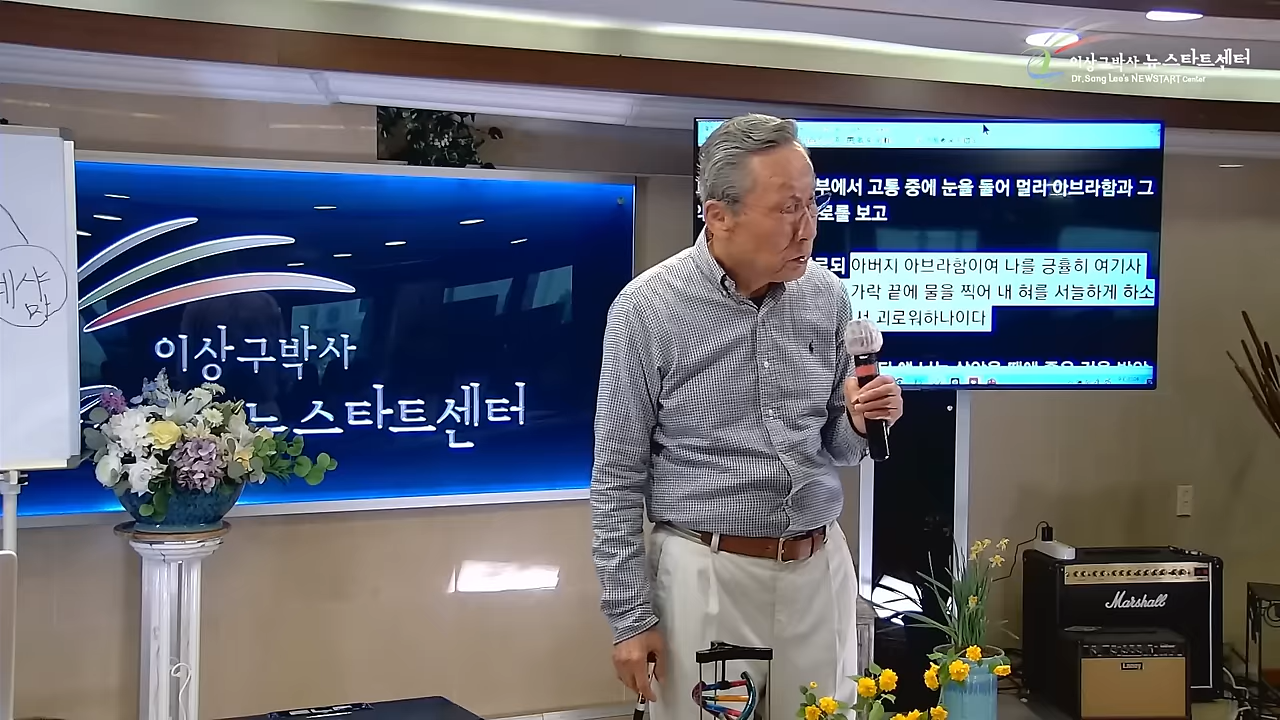 이상구박사 뉴스타트센터
Dr. Sang Lee's NEWSTART Center
부에서 고통 중에 눈을 들어 멀리 아브라함과 그
로를 보고
아버지 아브라함이여 나를 긍휼히 여기사
가락 끝에 물을 찍어 내 혀를 서늘하게 하소
서 괴로워하나이다
이상구박사
뉴스타트센터
Marshall
Laney